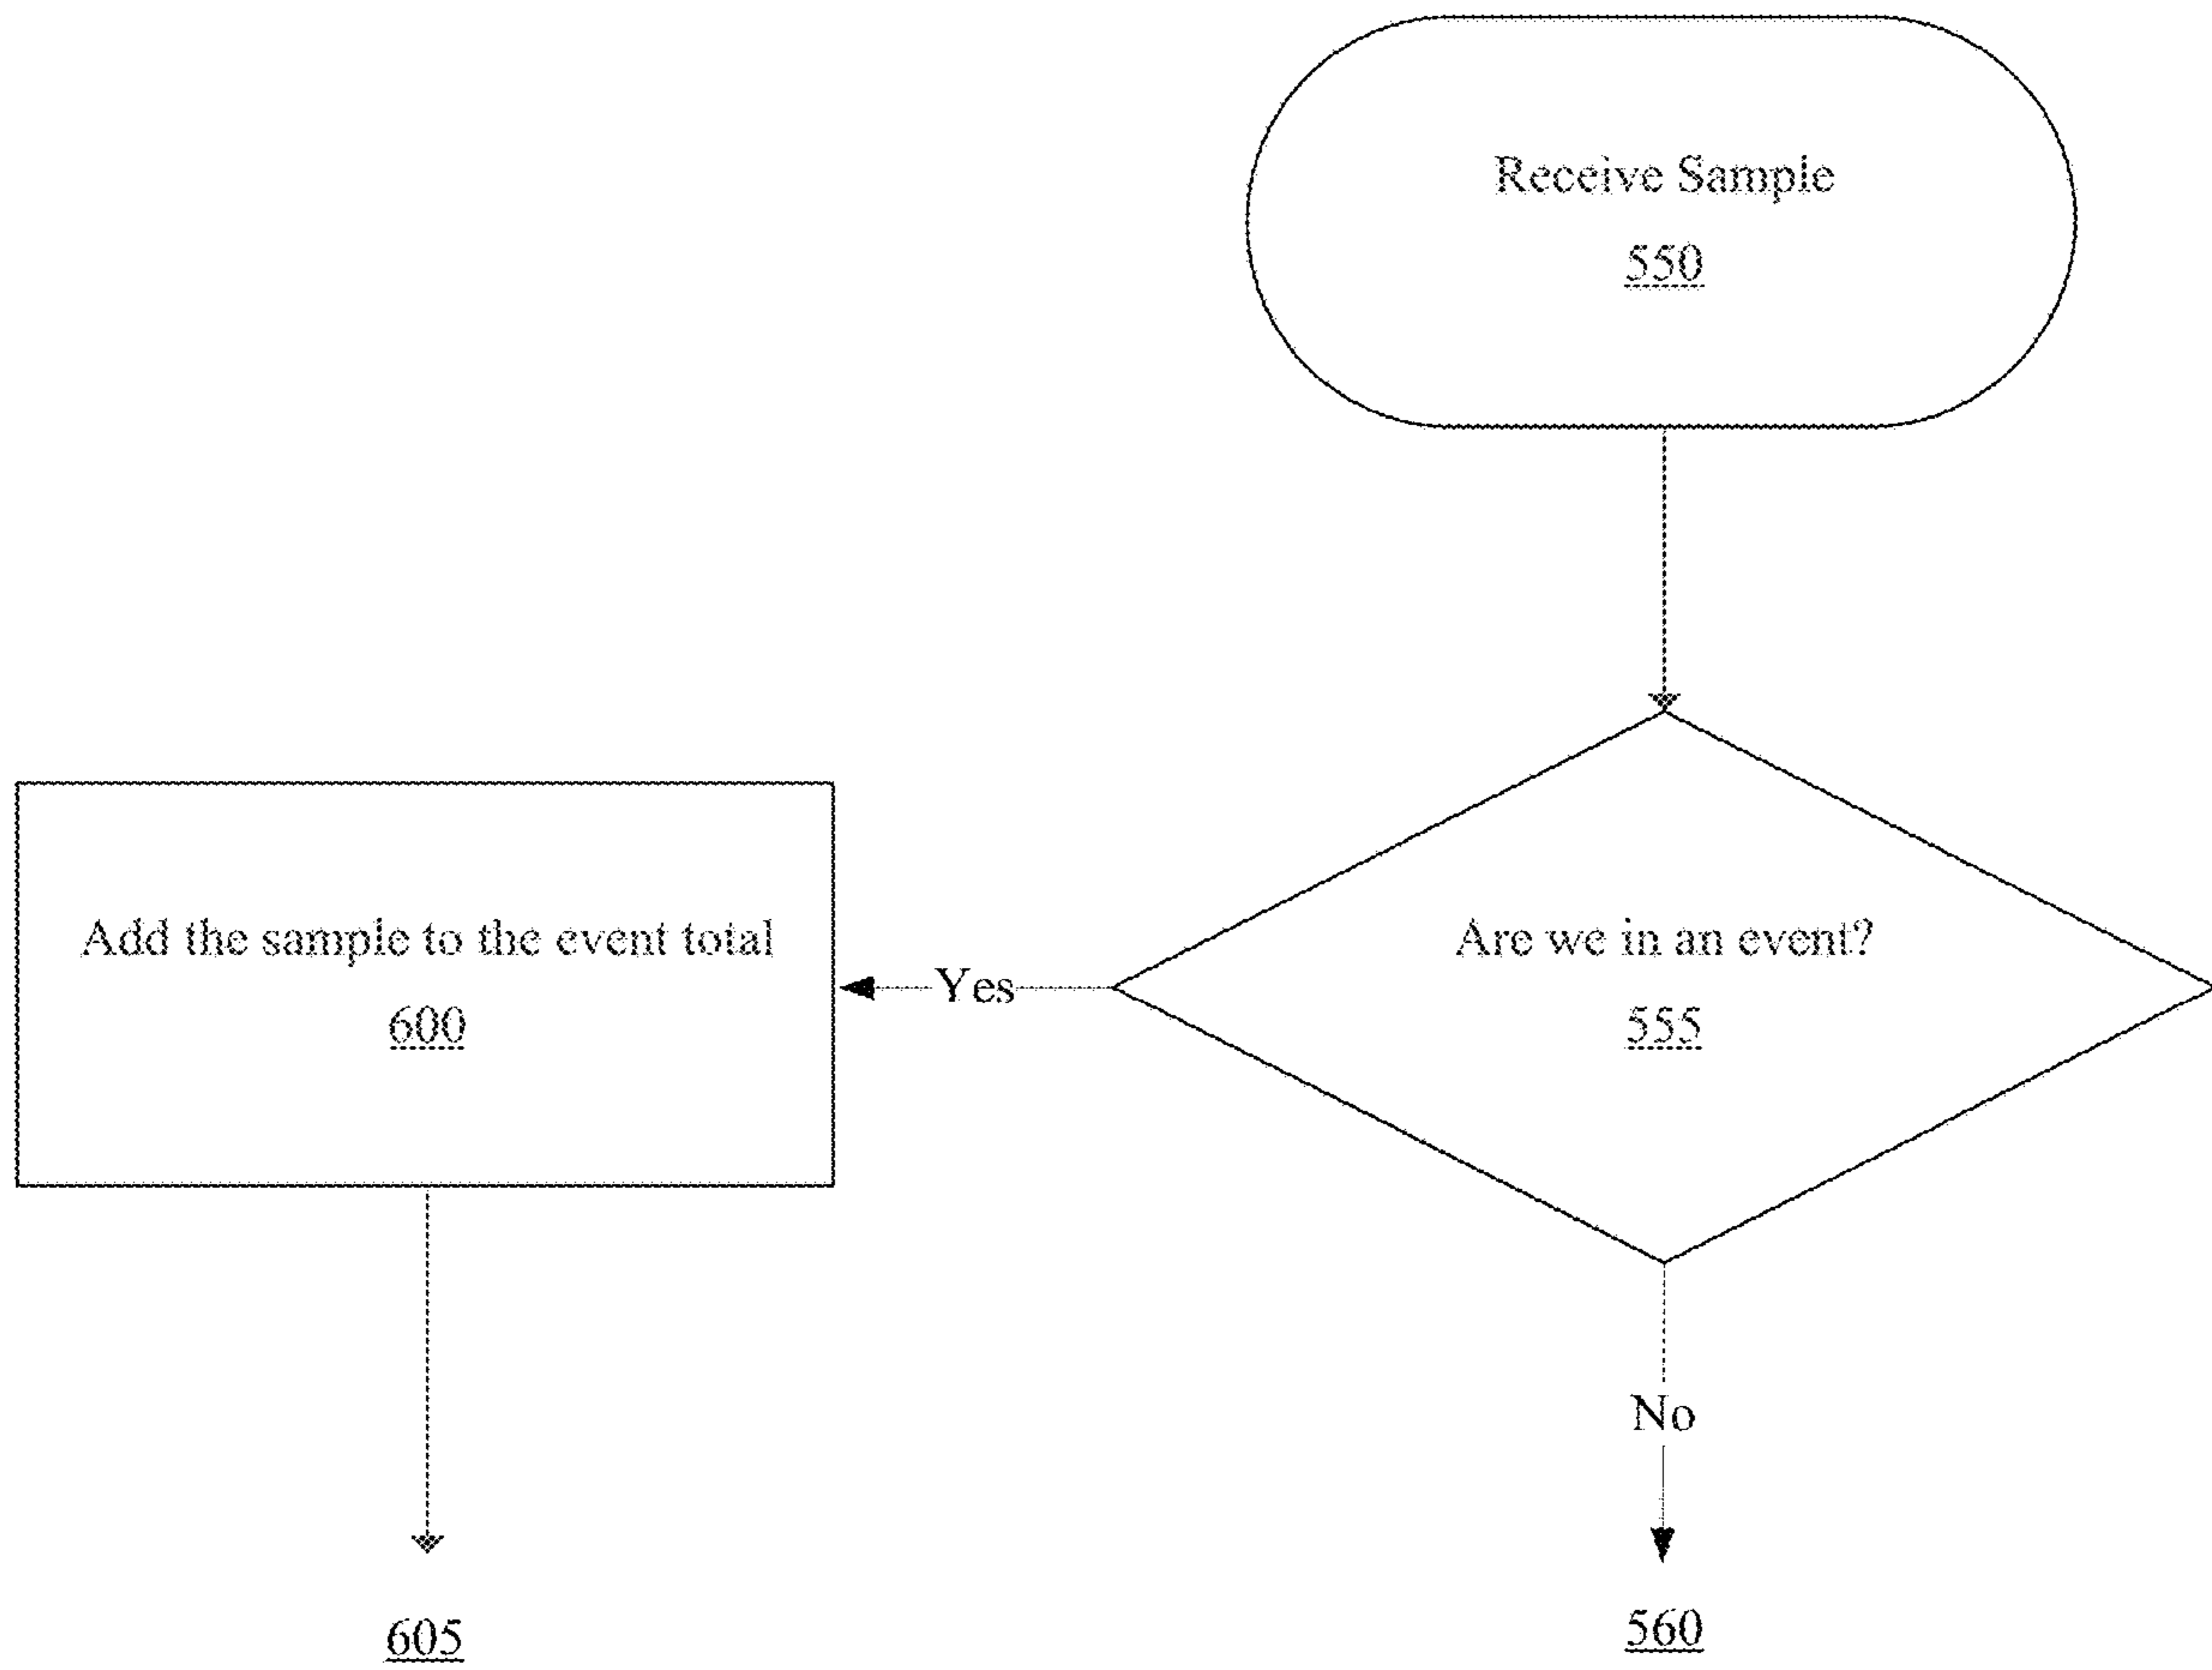 Receive Sample
550
Are we in an event?
555
Yes
Add the sample to the event total
600
No
605
560